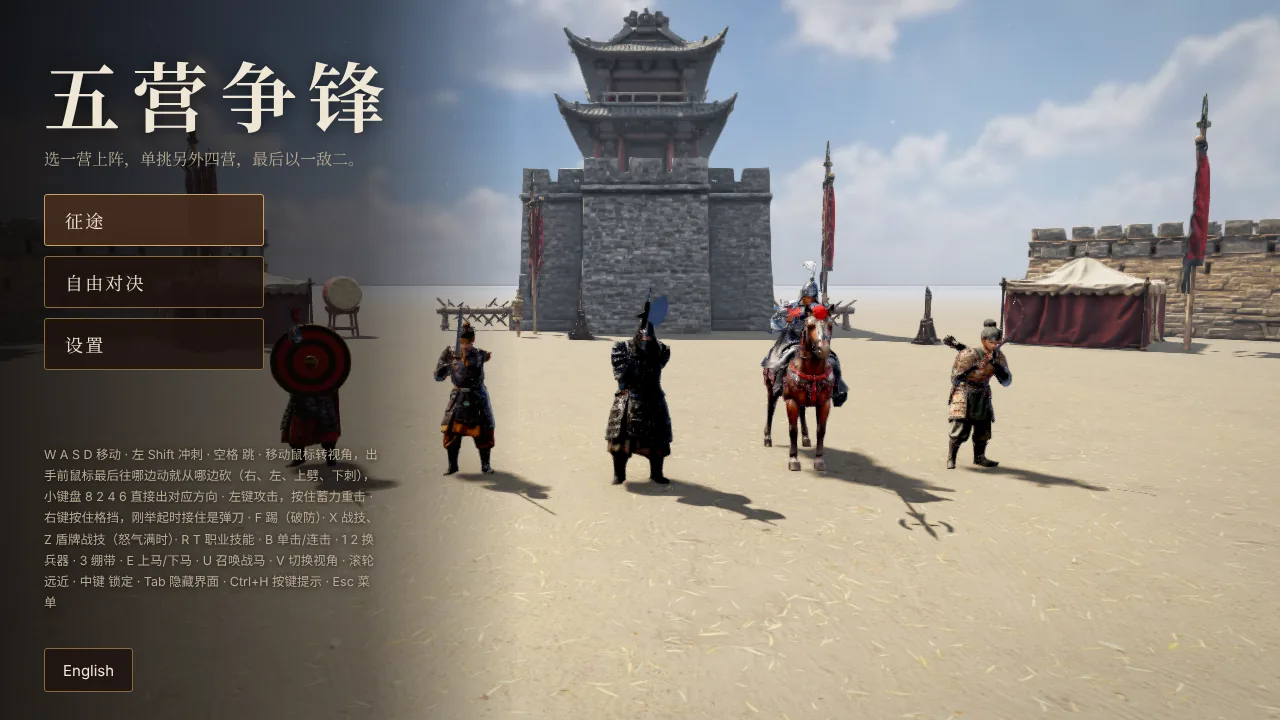 五营争锋
选一营上阵，单挑另外四营，最后以一敌二。
征途
自由对决
设置
W A S D 移动 · 左 Shift 冲刺 · 空格 跳 · 移动鼠标转视角，出
手前鼠标最后往哪边动就从哪边砍（右、左、上劈、下刺），
小键盘 8 2 4 6 直接出对应方向 · 左键攻击，按住蓄力重击 ·
右键按住格挡，刚举起时接住是弹刀 · F 踢（破防）· X 战技、
Z 盾牌战技（怒气满时）· R T 职业技能 · B 单击/连击 · 1 2 换
兵器 · 3 绷带 · E 上马/下马 · U 召唤战马 · V 切换视角 · 滚轮
远近 · 中键 锁定 · Tab 隐藏界面 · Ctrl+H 按键提示 · Esc 菜
单
English